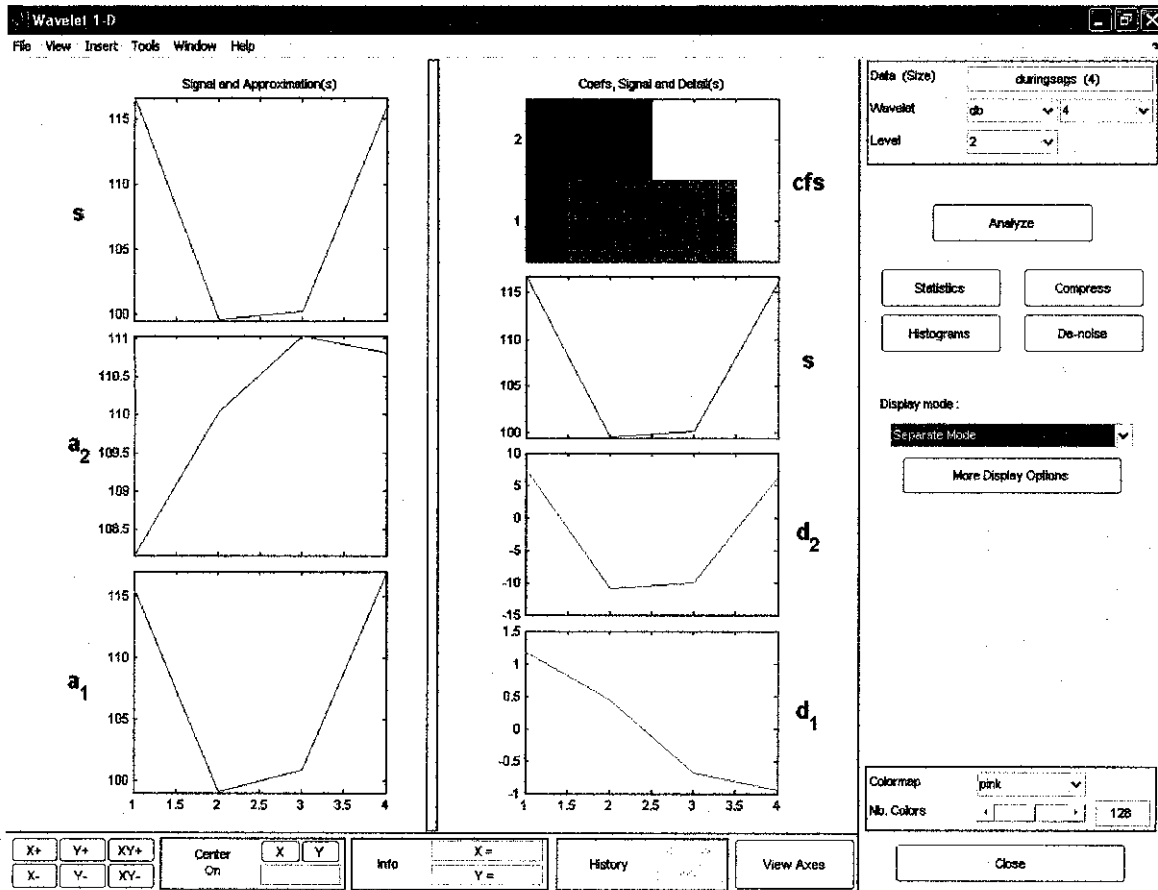 Wavelet 1-D
File View Insert Tools Window Help
Signal and Approximation(s)
115
110
105
100
s
111
110.5
110
109.5
109
108.5
a2
115
110
105
100
a1
1 1.5 2 2.5 3 3.5 4
Coefs, Signal and Detail(s)
2
1
cfs
115
110
105
100
s
10
5
0
-5
-10
-15
d2
1.5
1
0.5
0
-0.5
-1
d1
1 1.5 2 2.5 3 3.5 4
Data (Size) duringsags (4)
Wavelet db 4
Level 2
Analyze
Statistics Compress
Histograms De-noise
Display mode :
Separate Mode
More Display Options
Colormap pink
Nb. Colors 128
Close
X+ Y+ XY+
X- Y- XY-
Center On
X Y
Info
X =
Y =
History
View Axes